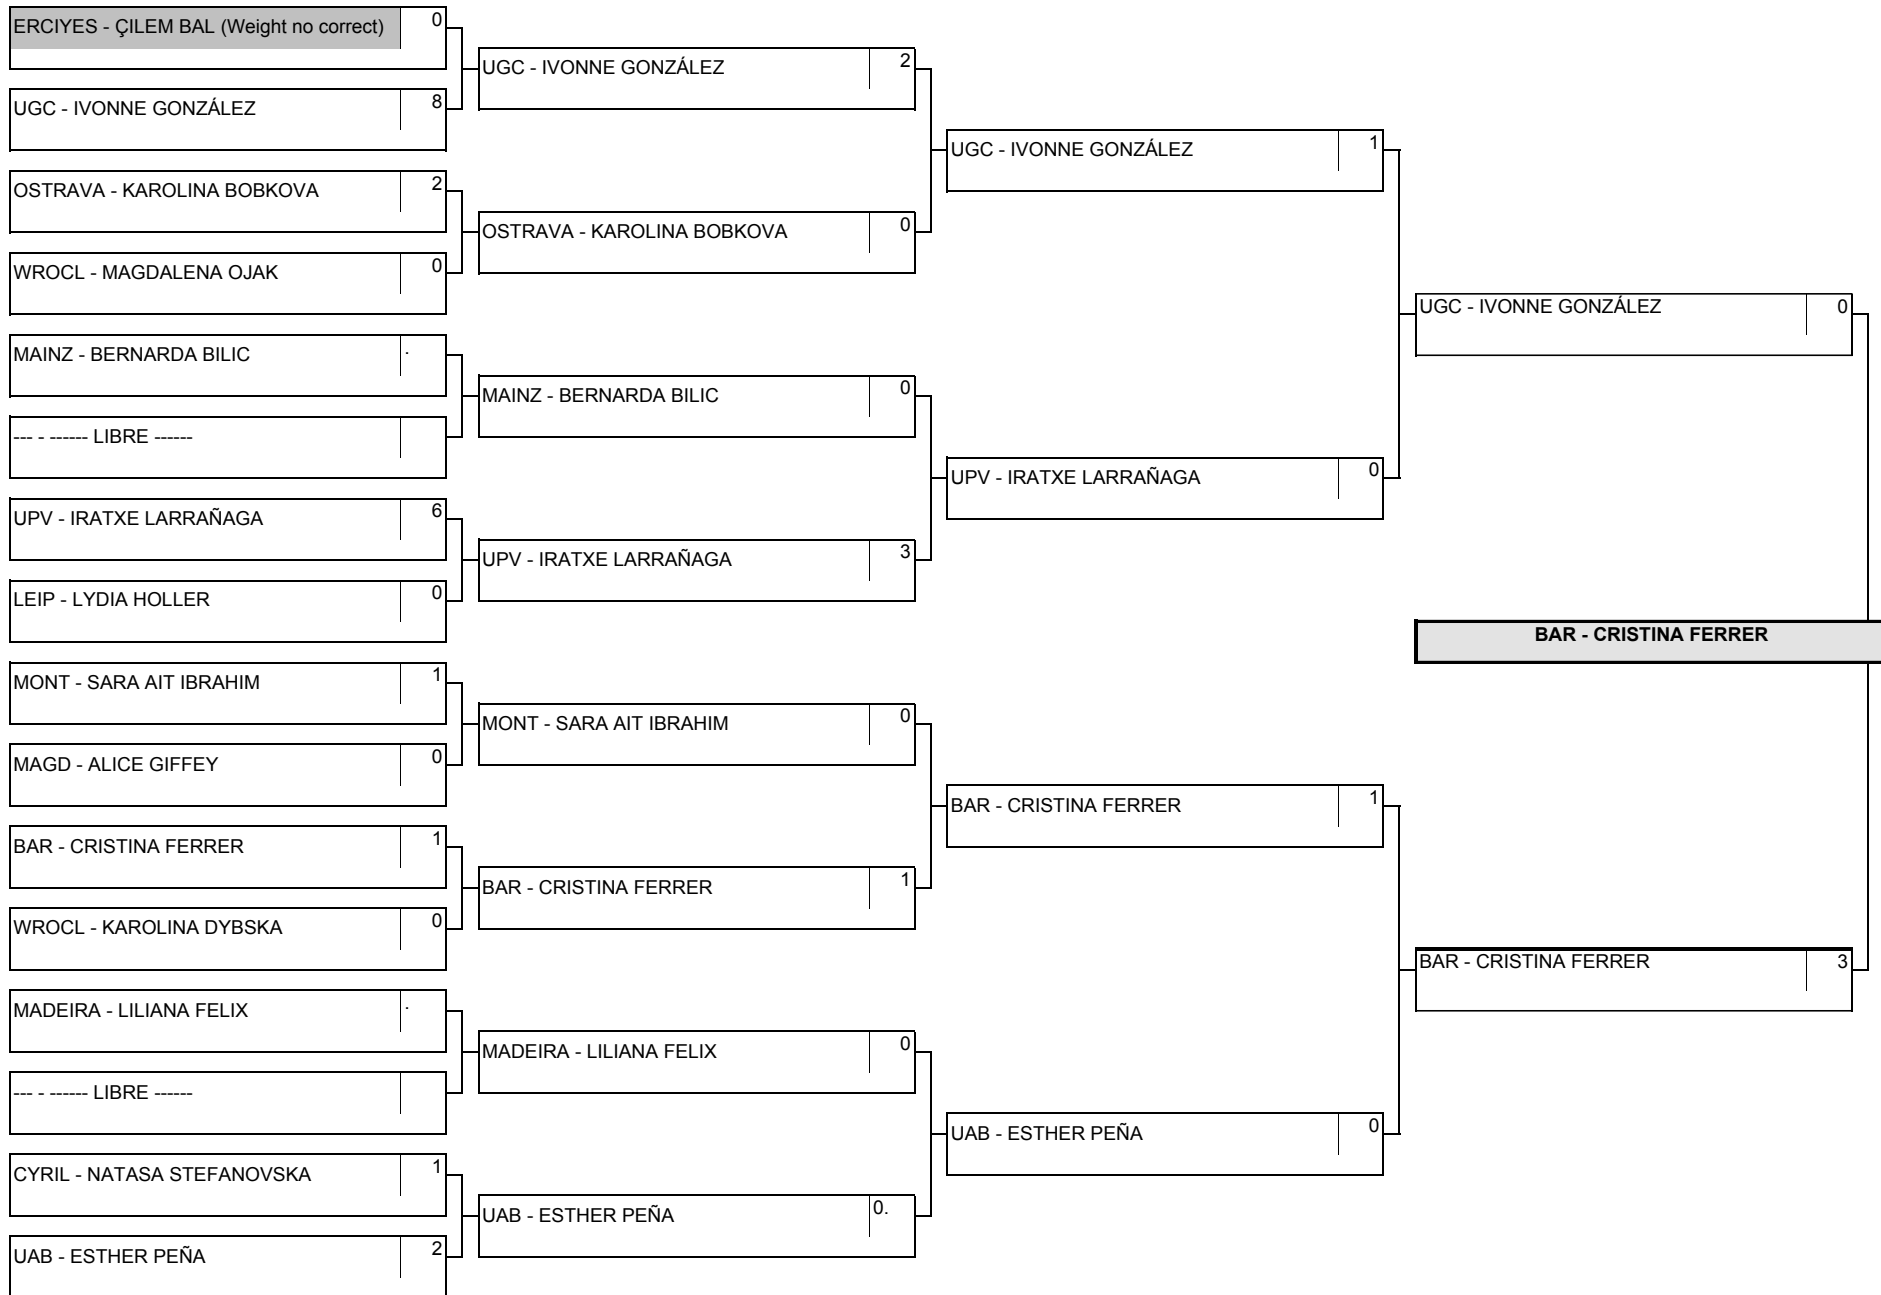 ERCIYES - ÇILEM BAL (Weight no correct) 0
UGC - IVONNE GONZÁLEZ 8
OSTRAVA - KAROLINA BOBKOVA 2
WROCL - MAGDALENA OJAK 0
MAINZ - BERNARDA BILIC .
--- - ------ LIBRE ------
UPV - IRATXE LARRAÑAGA 6
LEIP - LYDIA HOLLER 0
MONT - SARA AIT IBRAHIM 1
MAGD - ALICE GIFFEY 0
BAR - CRISTINA FERRER 1
WROCL - KAROLINA DYBSKA 0
MADEIRA - LILIANA FELIX .
--- - ------ LIBRE ------
CYRIL - NATASA STEFANOVSKA 1
UAB - ESTHER PEÑA 2
UGC - IVONNE GONZÁLEZ 2
OSTRAVA - KAROLINA BOBKOVA 0
MAINZ - BERNARDA BILIC 0
UPV - IRATXE LARRAÑAGA 3
MONT - SARA AIT IBRAHIM 0
BAR - CRISTINA FERRER 1
MADEIRA - LILIANA FELIX 0
UAB - ESTHER PEÑA 0.
UGC - IVONNE GONZÁLEZ 1
UPV - IRATXE LARRAÑAGA 0
BAR - CRISTINA FERRER 1
UAB - ESTHER PEÑA 0
UGC - IVONNE GONZÁLEZ 0
BAR - CRISTINA FERRER
BAR - CRISTINA FERRER 3